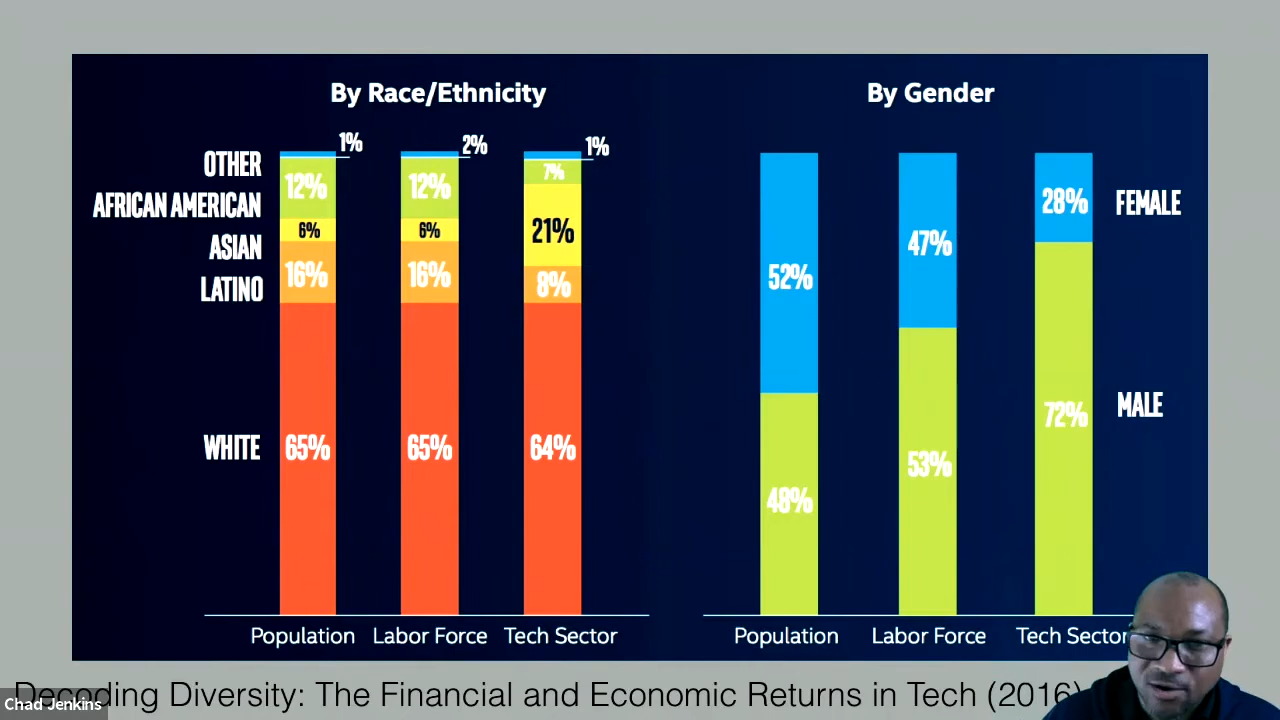 By Race/Ethnicity
OTHER
AFRICAN AMERICAN
ASIAN
LATINO
WHITE
1%
12%
6%
16%
65%
2%
12%
6%
16%
65%
1%
7%
21%
8%
64%
Population Labor Force Tech Sector
By Gender
52%
48%
47%
53%
28%
72%
FEMALE
MALE
Population Labor Force Tech Sector
Decoding Diversity: The Financial and Economic Returns in Tech (2016)
Chad Jenkins